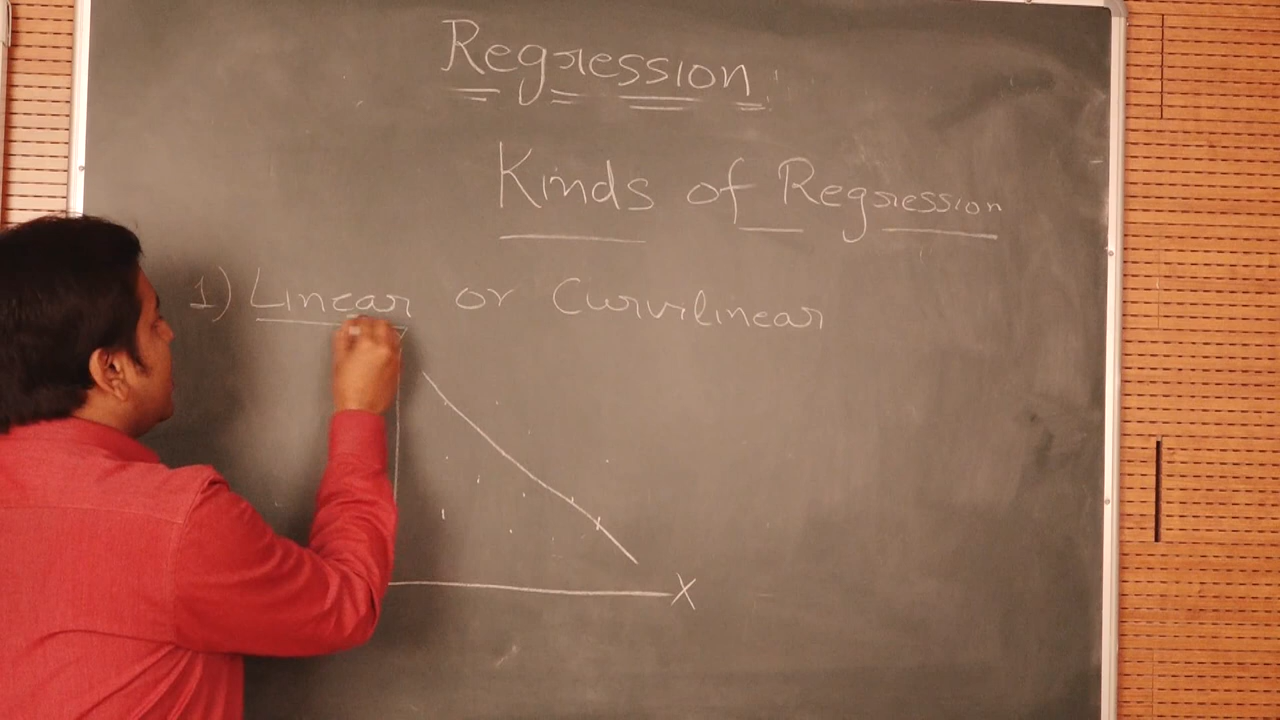 Regression
Kinds of Regression
1) Linear or Curvilinear
X